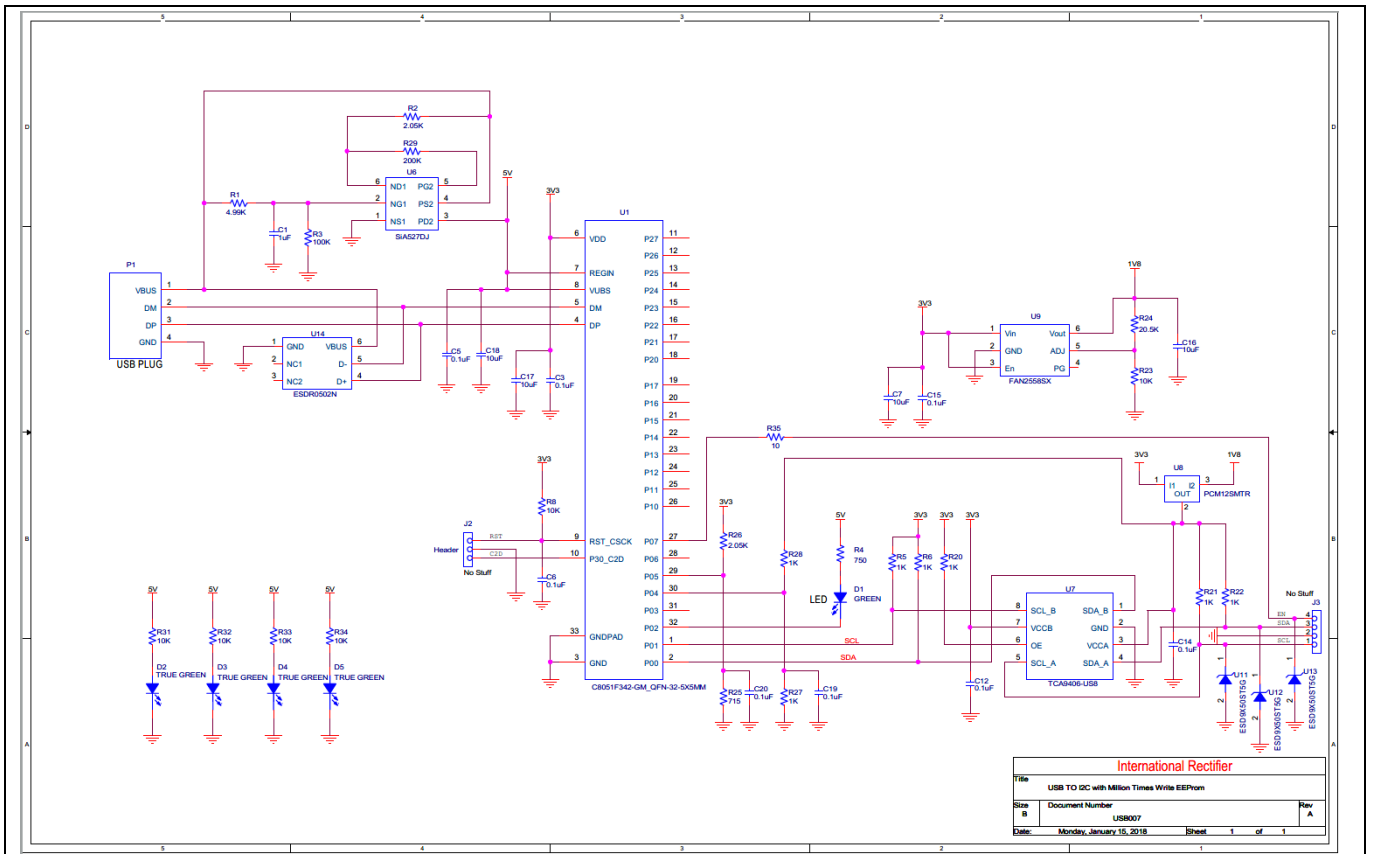 5 4 3 2 1
D
C
B
A
D
C
B
A
R2
2.05K
R29
200K
U6
6 ND1 PG2 5
2 NG1 PS2 4
1 NS1 PD2 3
SiA527DJ
R1
4.99K
C1
1uF
R3
100K
5V
3V3
P1
VBUS 1
DM 2
DP 3
GND 4
USB PLUG
U14
1 GND VBUS 6
2 NC1 D- 5
3 NC2 D+ 4
ESDR0502N
C5
0.1uF
C18
10uF
C17
10uF
C3
0.1uF
U1
6 VDD
7 REGIN
8 VUBS
5 DM
4 DP
9 RST_CSCK
10 P30_C2D
33 GNDPAD
3 GND
P27 11
P26 12
P25 13
P24 14
P23 15
P22 16
P21 17
P20 18
P17 19
P16 20
P15 21
P14 22
P13 23
P12 24
P11 25
P10 26
P07 27
P06 28
P05 29
P04 30
P03 31
P02 32
P01 1
P00 2
C8051F342-GM_QFN-32-5X5MM
3V3
R8
10K
J2
Header
RST
C2D
No Stuff
C6
0.1uF
5V 5V 5V 5V
R31
10K
R32
10K
R33
10K
R34
10K
D2
TRUE GREEN
D3
TRUE GREEN
D4
TRUE GREEN
D5
TRUE GREEN
3V3
1V8
U9
1 Vin Vout 6
2 GND ADJ 5
3 En PG 4
FAN2558SX
R24
20.5K
C16
10uF
R23
10K
C7
10uF
C15
0.1uF
R35
10
3V3
R26
2.05K
R28
1K
5V
R4
750
LED
D1
GREEN
3V3 3V3 3V3
R5
1K
R6
1K
R20
1K
SCL
SDA
R25
715
C20
0.1uF
R27
1K
C19
0.1uF
C12
0.1uF
3V3
1V8
U8
1 I1 I2 3
OUT
2
PCM12SMTR
U7
8 SCL_B SDA_B 1
7 VCCB GND 2
6 OE VCCA 3
5 SCL_A SDA_A 4
TCA9406-US8
C14
0.1uF
R21
1K
R22
1K
No Stuff
J3
EN 4
SDA 3
2
SCL 1
1
2
U11
ESD9X50ST5G
1
2
U12
ESD9X50ST5G
1
2
U13
ESD9X50ST5G
International Rectifier
Title
USB TO I2C with Million Times Write EEProm
Size
B
Document Number
USB007
Rev
A
Date: Monday, January 15, 2018 Sheet 1 of 1
5 4 3 2 1